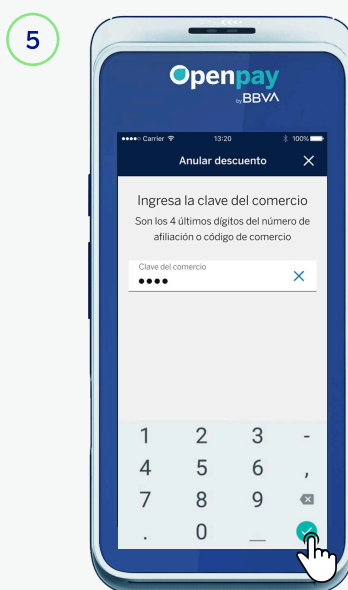 5
Openpay
by BBVA
Carrier 13:20 100%
Anular descuento
Ingresa la clave del comercio
Son los 4 últimos dígitos del número de
afiliación o código de comercio
Clave del comercio
••••
1 2 3 -
4 5 6 ,
7 8 9
. 0 _